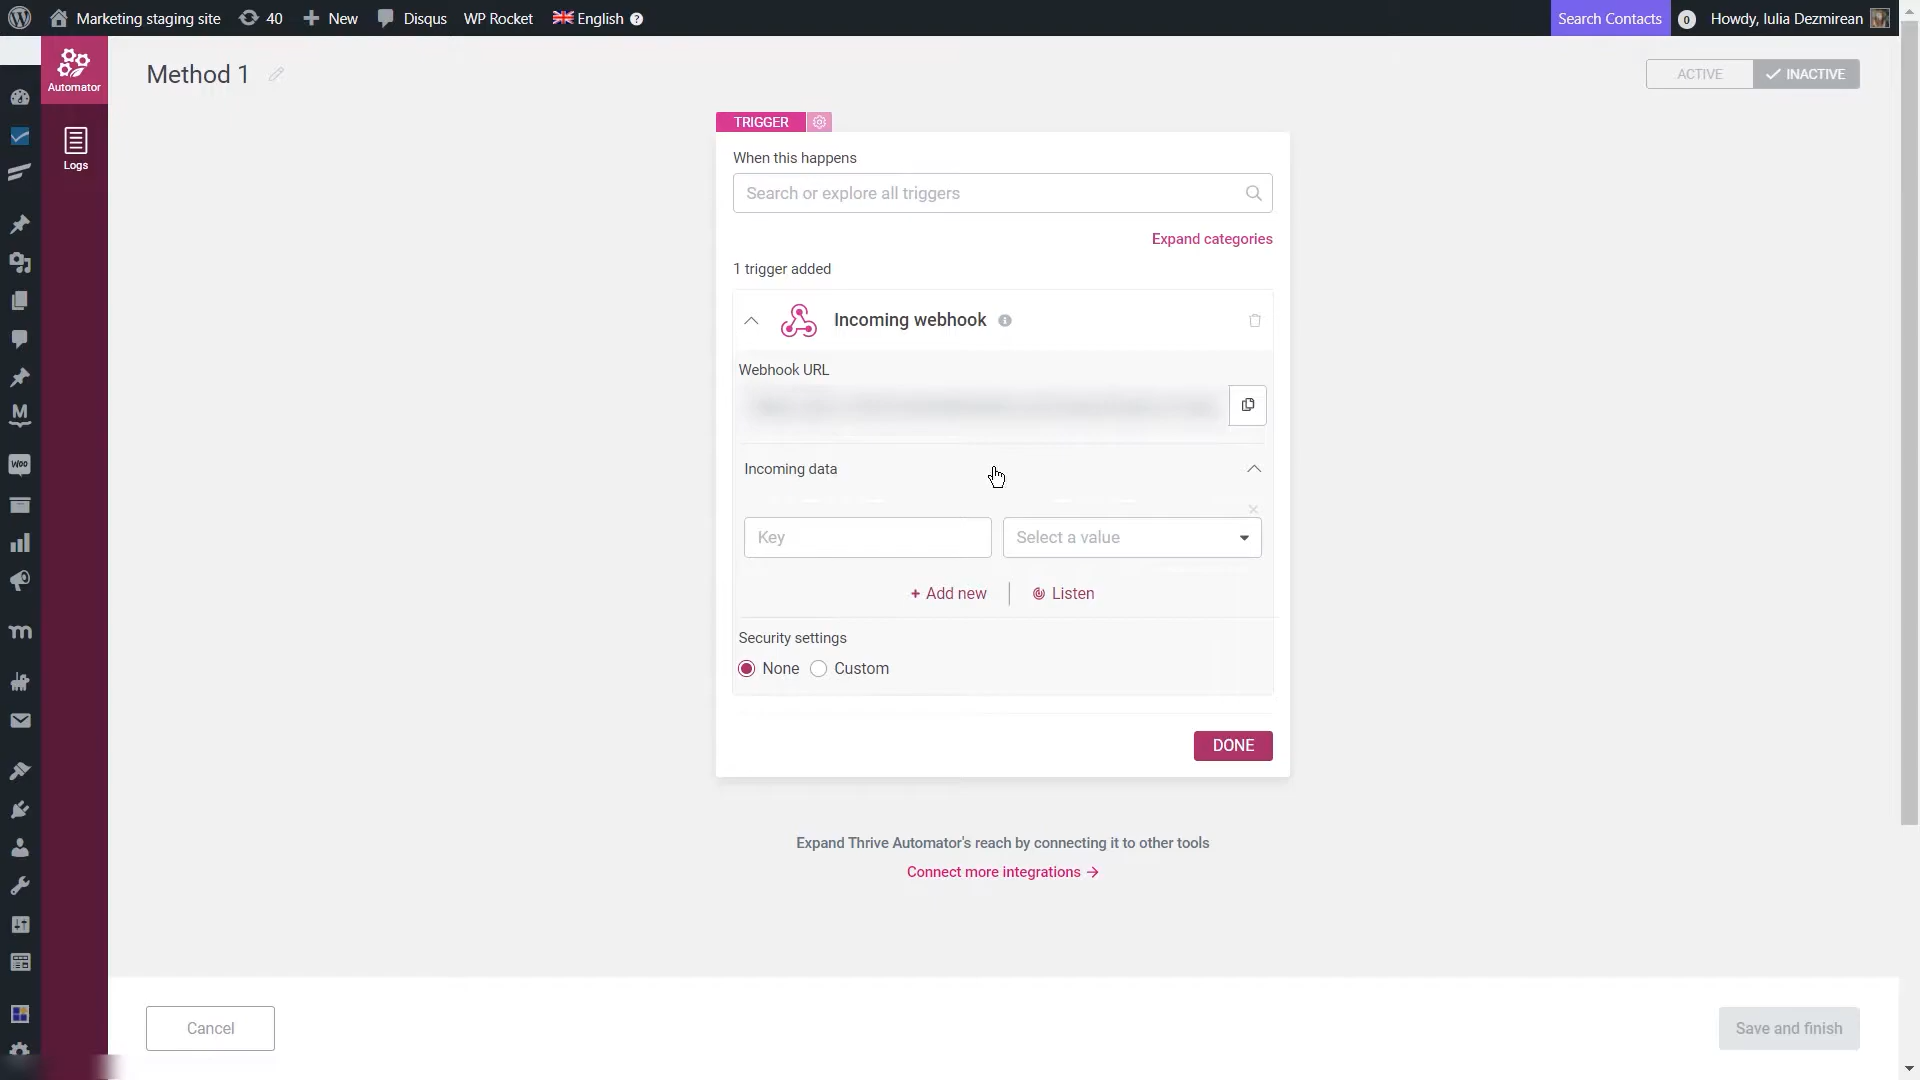 Marketing staging site
40
New
Disqus
WP Rocket
English
Search Contacts
0
Howdy, Iulia Dezmirean
Automator
Logs
Method 1
ACTIVE
INACTIVE
TRIGGER
When this happens
Search or explore all triggers
Expand categories
1 trigger added
Incoming webhook
Webhook URL
Incoming data
Key
Select a value
+ Add new
Listen
Security settings
None
Custom
DONE
Expand Thrive Automator's reach by connecting it to other tools
Connect more integrations →
Cancel
Save and finish
M
Woo
m